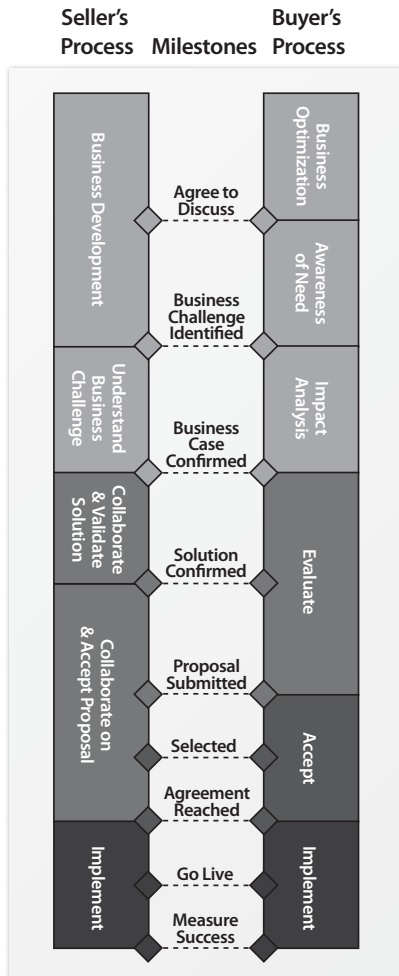 Seller's
Process
Milestones
Buyer's
Process
Business Development
Understand
Business
Challenge
Collaborate
& Validate
Solution
Collaborate on
& Accept Proposal
Implement
Agree to
Discuss
Business
Challenge
Identified
Business
Case
Confirmed
Solution
Confirmed
Proposal
Submitted
Selected
Agreement
Reached
Go Live
Measure
Success
Business
Optimization
Awareness
of Need
Impact
Analysis
Evaluate
Accept
Implement